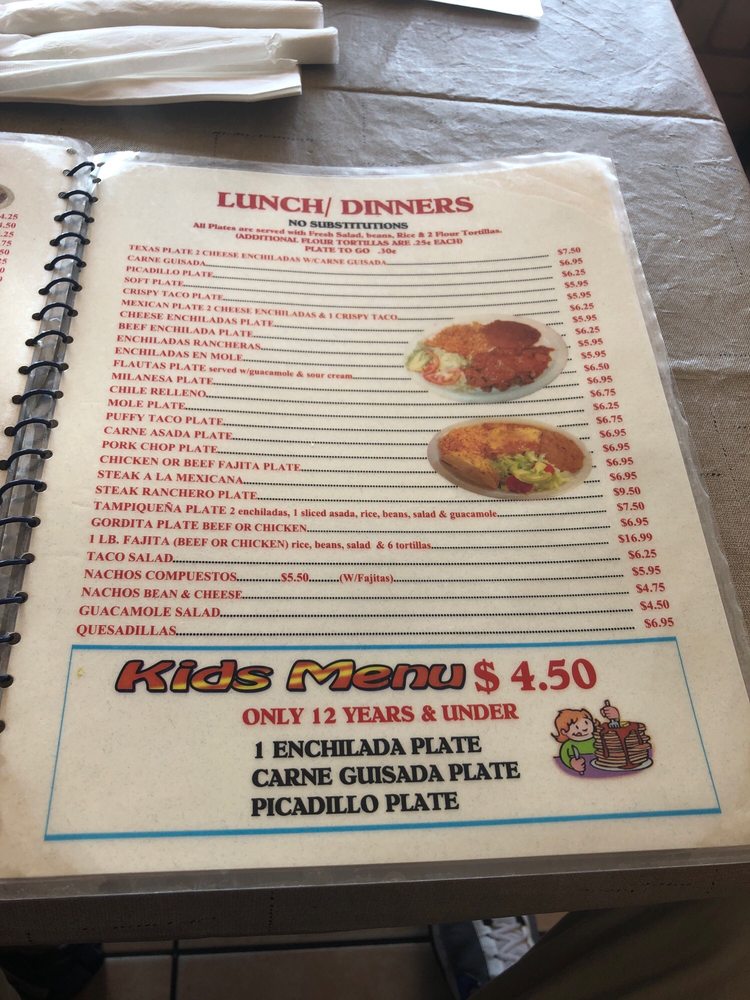 4.25
.25
.25
.75
LUNCH/ DINNERS
NO SUBSTITUTIONS
All Plates are served with Fresh Salad, beans, Rice & 2 Flour Tortillas.
(ADDITIONAL FLOUR TORTILLAS ARE .25¢ EACH)
PLATE TO GO .30¢
TEXAS PLATE 2 CHEESE ENCHILADAS W/CARNE GUISADA $7.50
CARNE GUISADA $6.95
PICADILLO PLATE $6.25
SOFT PLATE $5.95
CRISPY TACO PLATE $5.95
MEXICAN PLATE 2 CHEESE ENCHILADAS & 1 CRISPY TACO $6.25
CHEESE ENCHILADAS PLATE $5.95
BEEF ENCHILADA PLATE $6.25
ENCHILADAS RANCHERAS $5.95
ENCHILADAS EN MOLE $5.95
FLAUTAS PLATE served w/guacamole & sour cream $6.50
MILANESA PLATE $6.95
CHILE RELLENO $6.75
MOLE PLATE $6.25
PUFFY TACO PLATE $6.75
CARNE ASADA PLATE $6.95
PORK CHOP PLATE $6.95
CHICKEN OR BEEF FAJITA PLATE $6.95
STEAK A LA MEXICANA $6.95
STEAK RANCHERO PLATE $9.50
TAMPIQUEÑA PLATE 2 enchiladas, 1 sliced asada, rice, beans, salad & guacamole $7.50
GORDITA PLATE BEEF OR CHICKEN $6.95
1 LB. FAJITA (BEEF OR CHICKEN) rice, beans, salad & 6 tortillas $16.99
TACO SALAD $6.25
NACHOS COMPUESTOS $5.50 (W/Fajitas) $5.95
NACHOS BEAN & CHEESE $4.75
GUACAMOLE SALAD $4.50
QUESADILLAS $6.95
Kids Menu $ 4.50
ONLY 12 YEARS & UNDER
1 ENCHILADA PLATE
CARNE GUISADA PLATE
PICADILLO PLATE